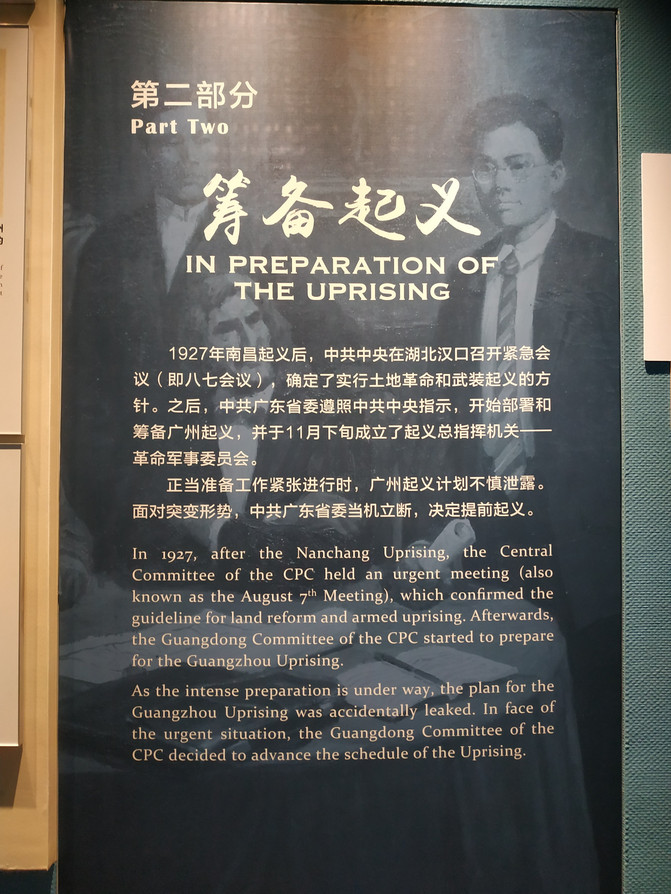 第二部分
Part Two
筹备起义
IN PREPARATION OF
THE UPRISING
1927年南昌起义后，中共中央在湖北汉口召开紧急会
议（即八七会议），确定了实行土地革命和武装起义的方
针。之后，中共广东省委遵照中共中央指示，开始部署和
筹备广州起义，并于11月下旬成立了起义总指挥机关——
革命军事委员会。
正当准备工作紧张进行时，广州起义计划不慎泄露。
面对突变形势，中共广东省委当机立断，决定提前起义。
In 1927, after the Nanchang Uprising, the Central
Committee of the CPC held an urgent meeting (also
known as the August 7th Meeting), which confirmed the
guideline for land reform and armed uprising. Afterwards,
the Guangdong Committee of the CPC started to prepare
for the Guangzhou Uprising.
As the intense preparation is under way, the plan for the
Guangzhou Uprising was accidentally leaked. In face of
the urgent situation, the Guangdong Committee of the
CPC decided to advance the schedule of the Uprising.